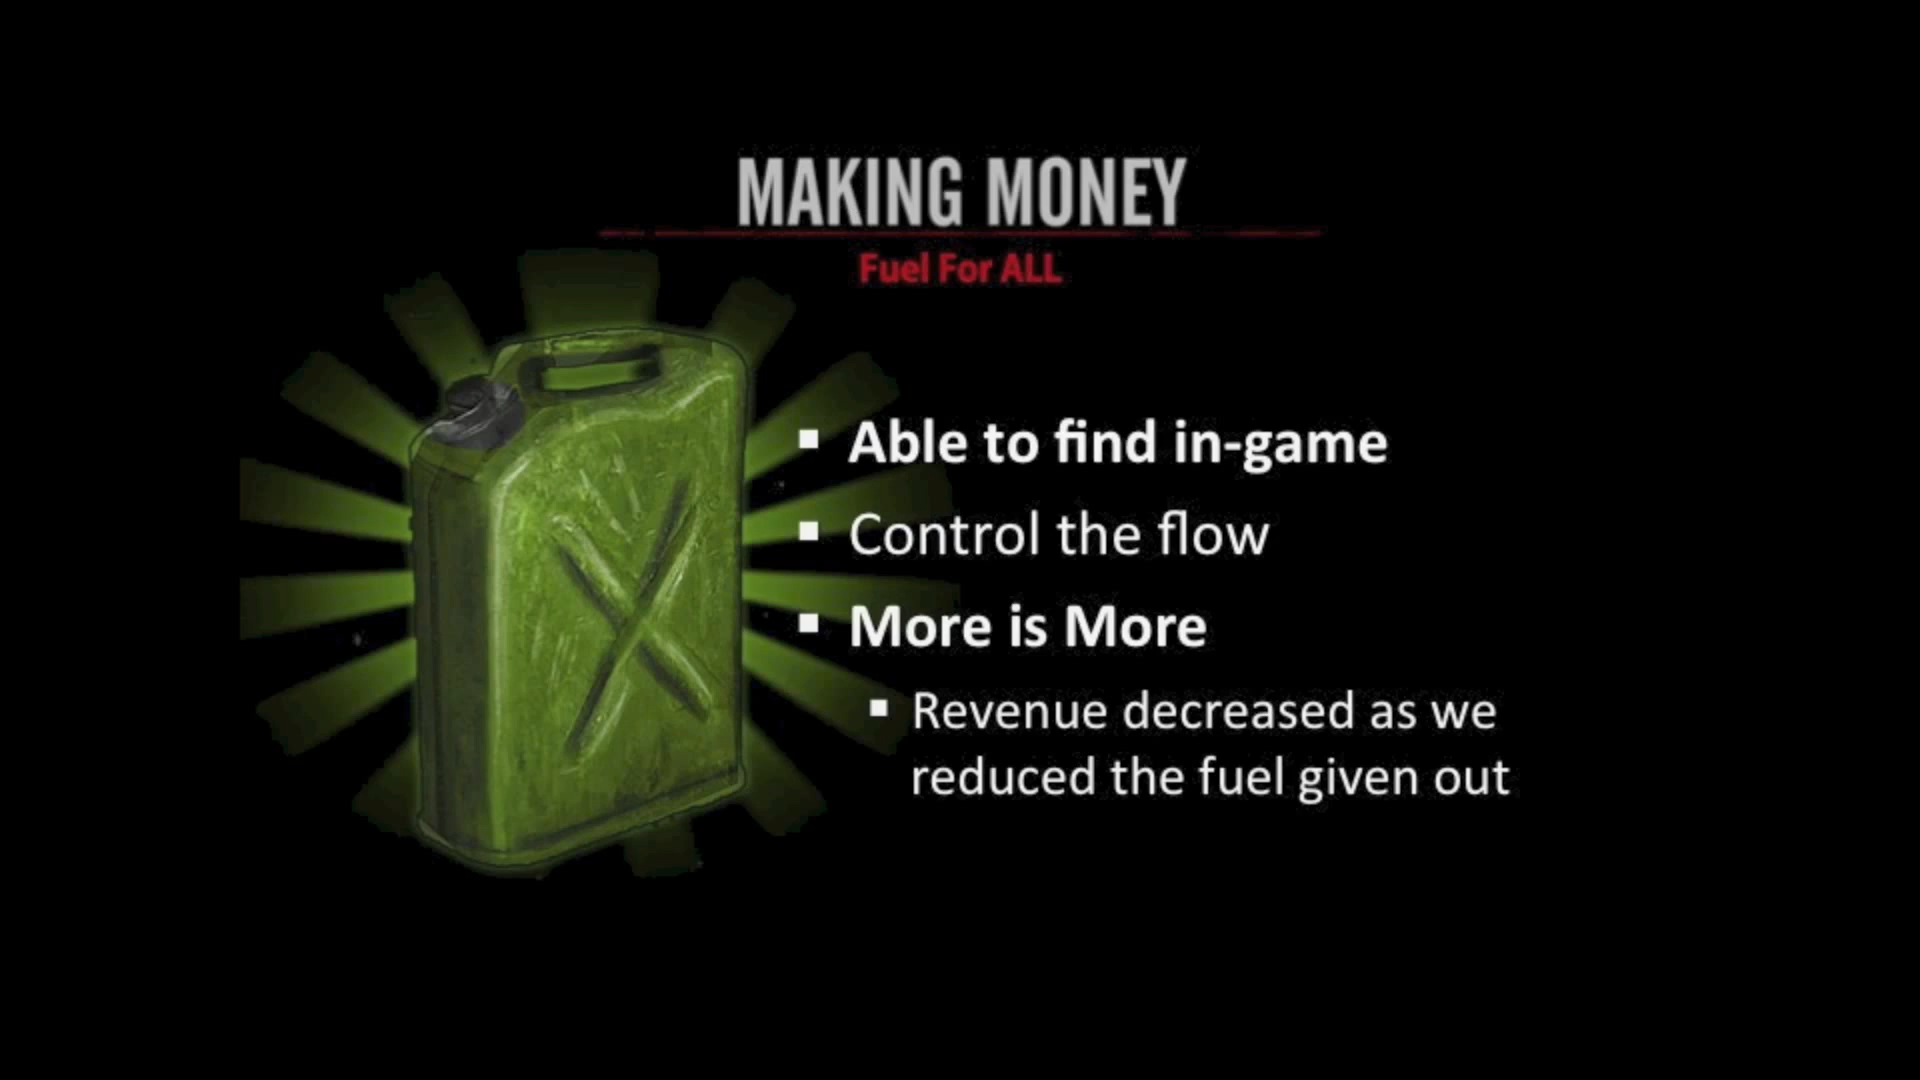 MAKING MONEY
Fuel For ALL
▪ Able to find in-game
▪ Control the flow
▪ More is More
▪ Revenue decreased as we
reduced the fuel given out